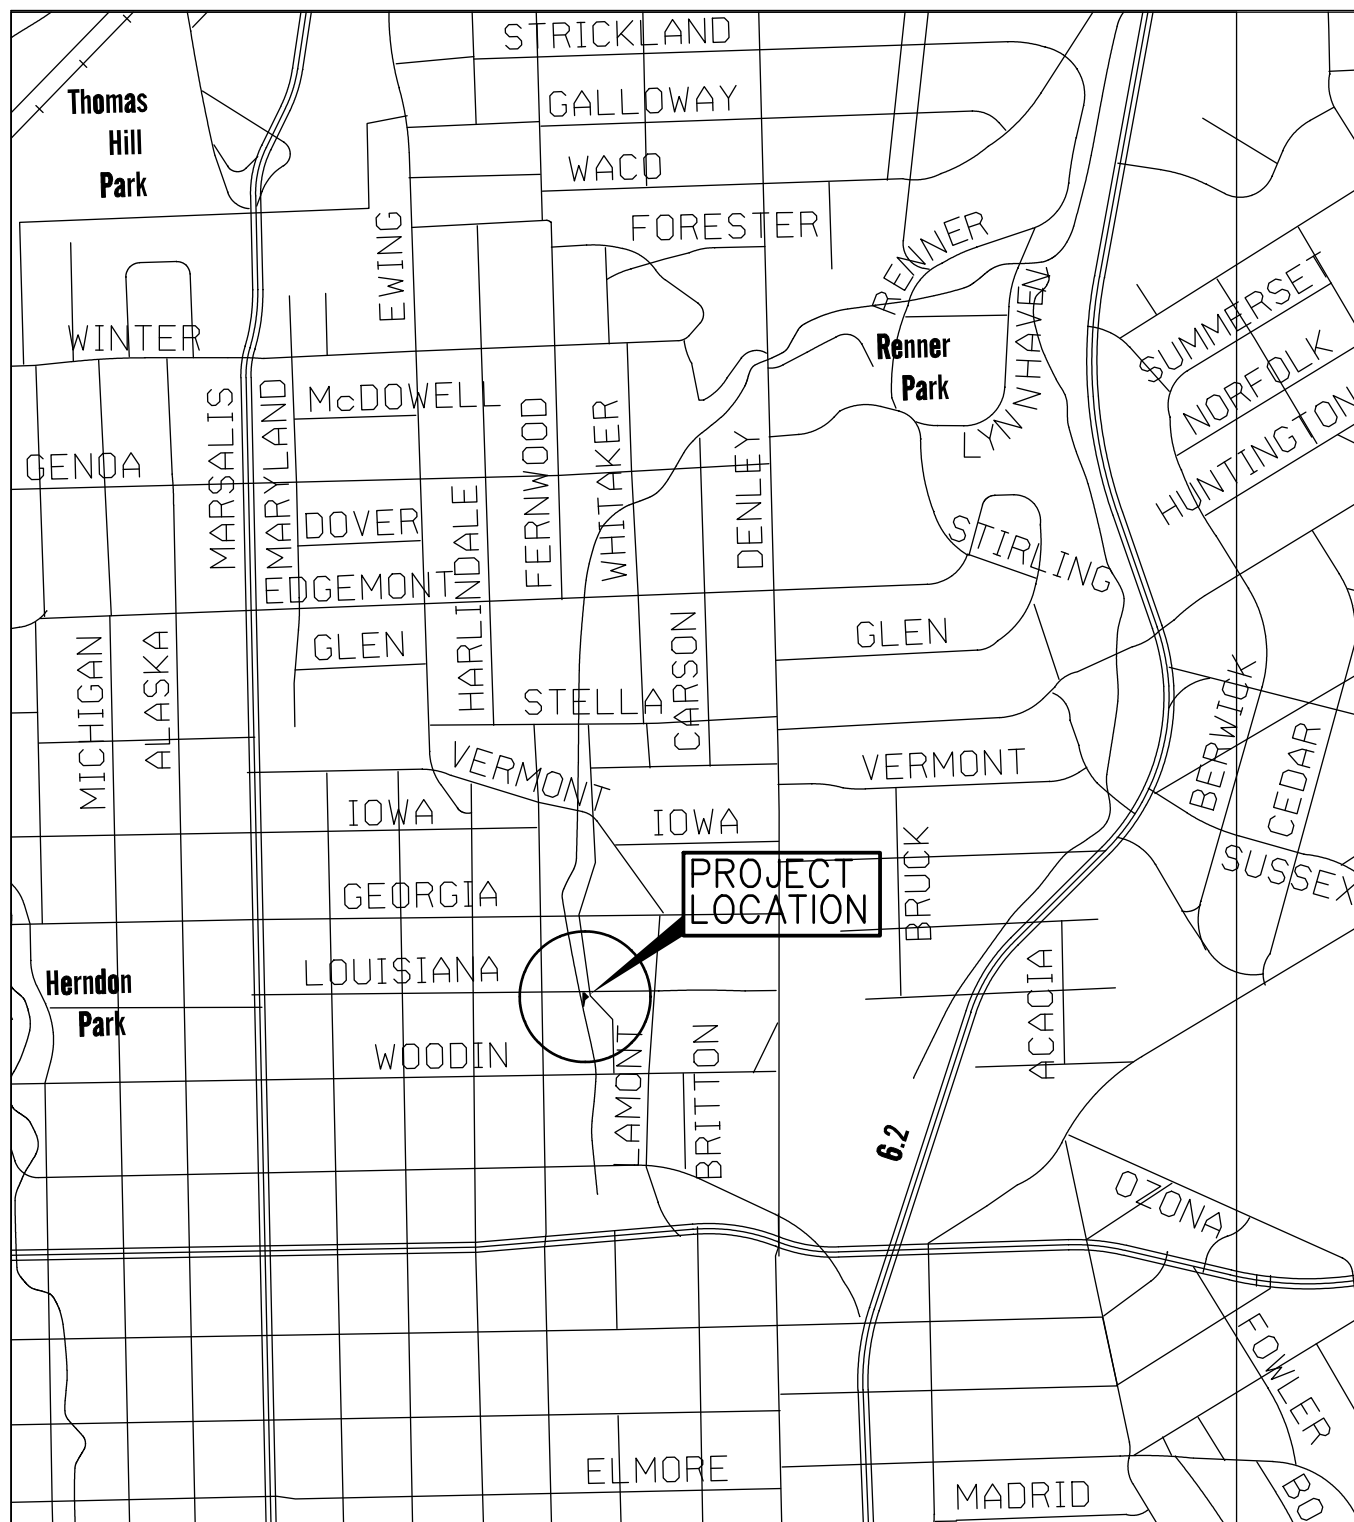 STRICKLAND
Thomas
Hill
Park
GALLOWAY
WACO
EWING
FORESTER
RENNER
LYNNHAVEN
SUMMERSET
WINTER
Renner
Park
NORFOLK
McDOWELL
MARSALIS
MARYLAND
FERNWOOD
WHITAKER
DENLEY
HUNTINGTON
GENOA
DOVER
HARLINDALE
STIRLING
EDGEMONT
GLEN
GLEN
MICHIGAN
ALASKA
CARSON
STELLA
BERWICK
CEDAR
VERMONT
VERMONT
IOWA
IOWA
BRUCK
SUSSEX
PROJECT
LOCATION
GEORGIA
LOUISIANA
Herndon
Park
ACACIA
WOODIN
LAMONT
BRITTON
6.2
OZONA
FOWLER
ELMORE
MADRID
BO